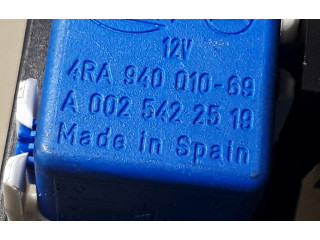 12V
4RA 940 010-69
A 002 542 25 19
Made in Spain